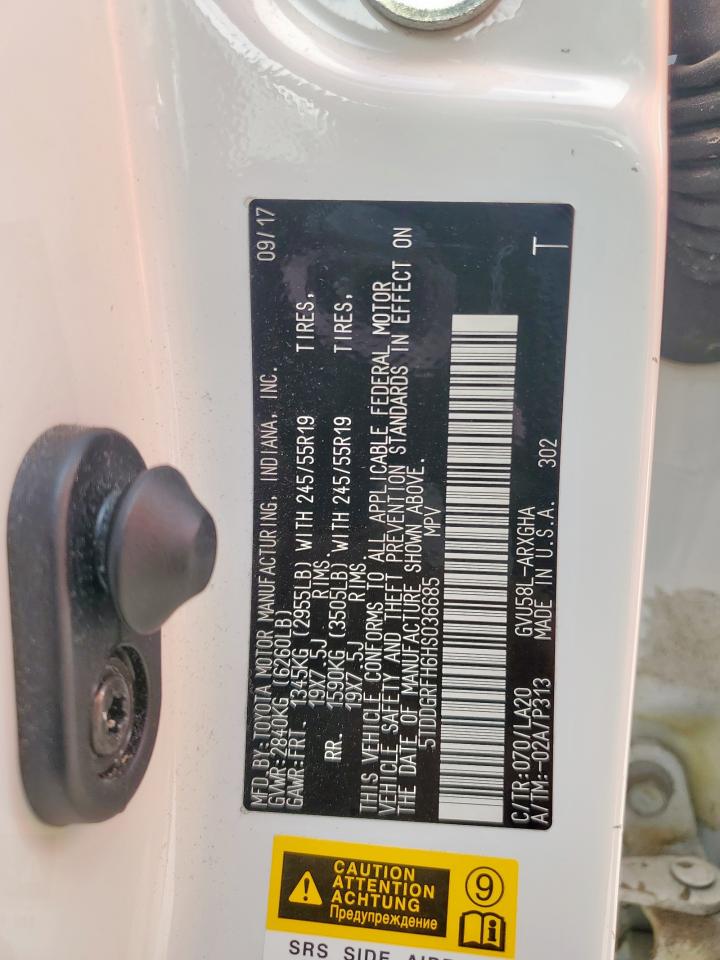 MFD.BY:TOYOTA MOTOR MANUFACTURING, INDIANA, INC. 09/17
GVWR:2840KG (6260LB)
GAWR:FRT. 1345KG (2955LB) WITH 245/55R19 TIRES,
19X7.5J RIMS,
RR. 1590KG (3505LB) WITH 245/55R19 TIRES,
19X7.5J RIMS
THIS VEHICLE CONFORMS TO ALL APPLICABLE FEDERAL MOTOR
VEHICLE SAFETY AND THEFT PREVENTION STANDARDS IN EFFECT ON
THE DATE OF MANUFACTURE SHOWN ABOVE.
5TDDGRFH6HS036685 MPV
C/TR:070/LA20 GVU58L-ARXGHA
A/TM:-02A/P313 MADE IN U.S.A. 302 T
CAUTION
ATTENTION
ACHTUNG
Предупреждение
9
SRS SIDE